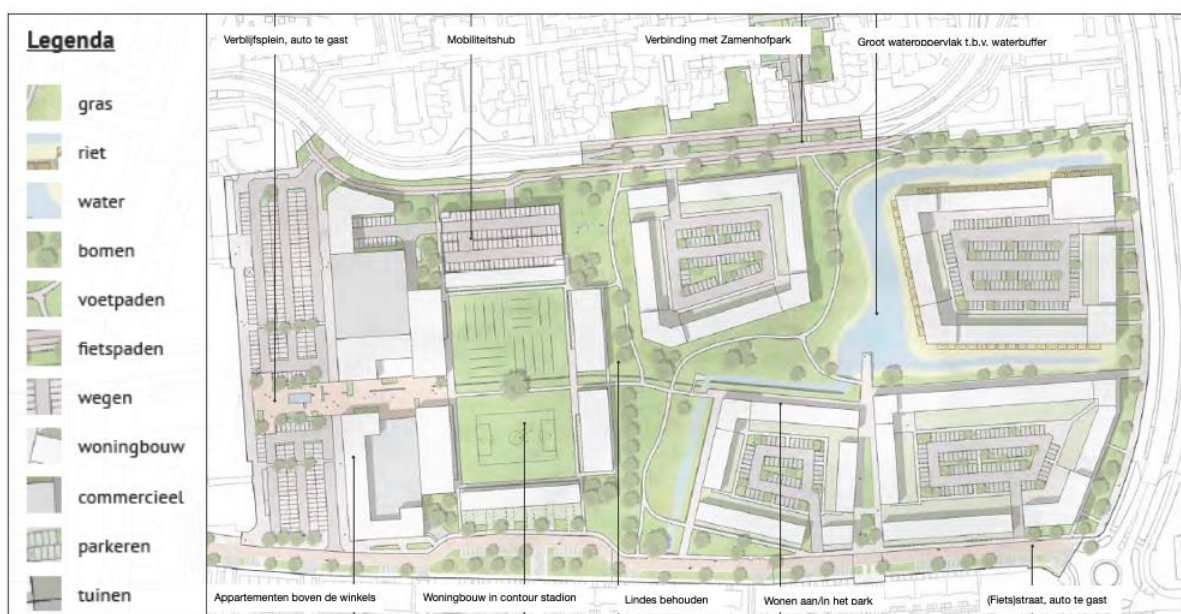 Legenda
gras
riet
water
bomen
voetpaden
fietspaden
wegen
woningbouw
commercieel
parkeren
tuinen
Verblijfsplein, auto te gast
Mobiliteitshub
Verbinding met Zamenhofpark
Groot wateroppervlak t.b.v. waterbuffer
Appartementen boven de winkels
Woningbouw in contour stadion
Lindes behouden
Wonen aan/in het park
(Fiets)straat, auto te gast